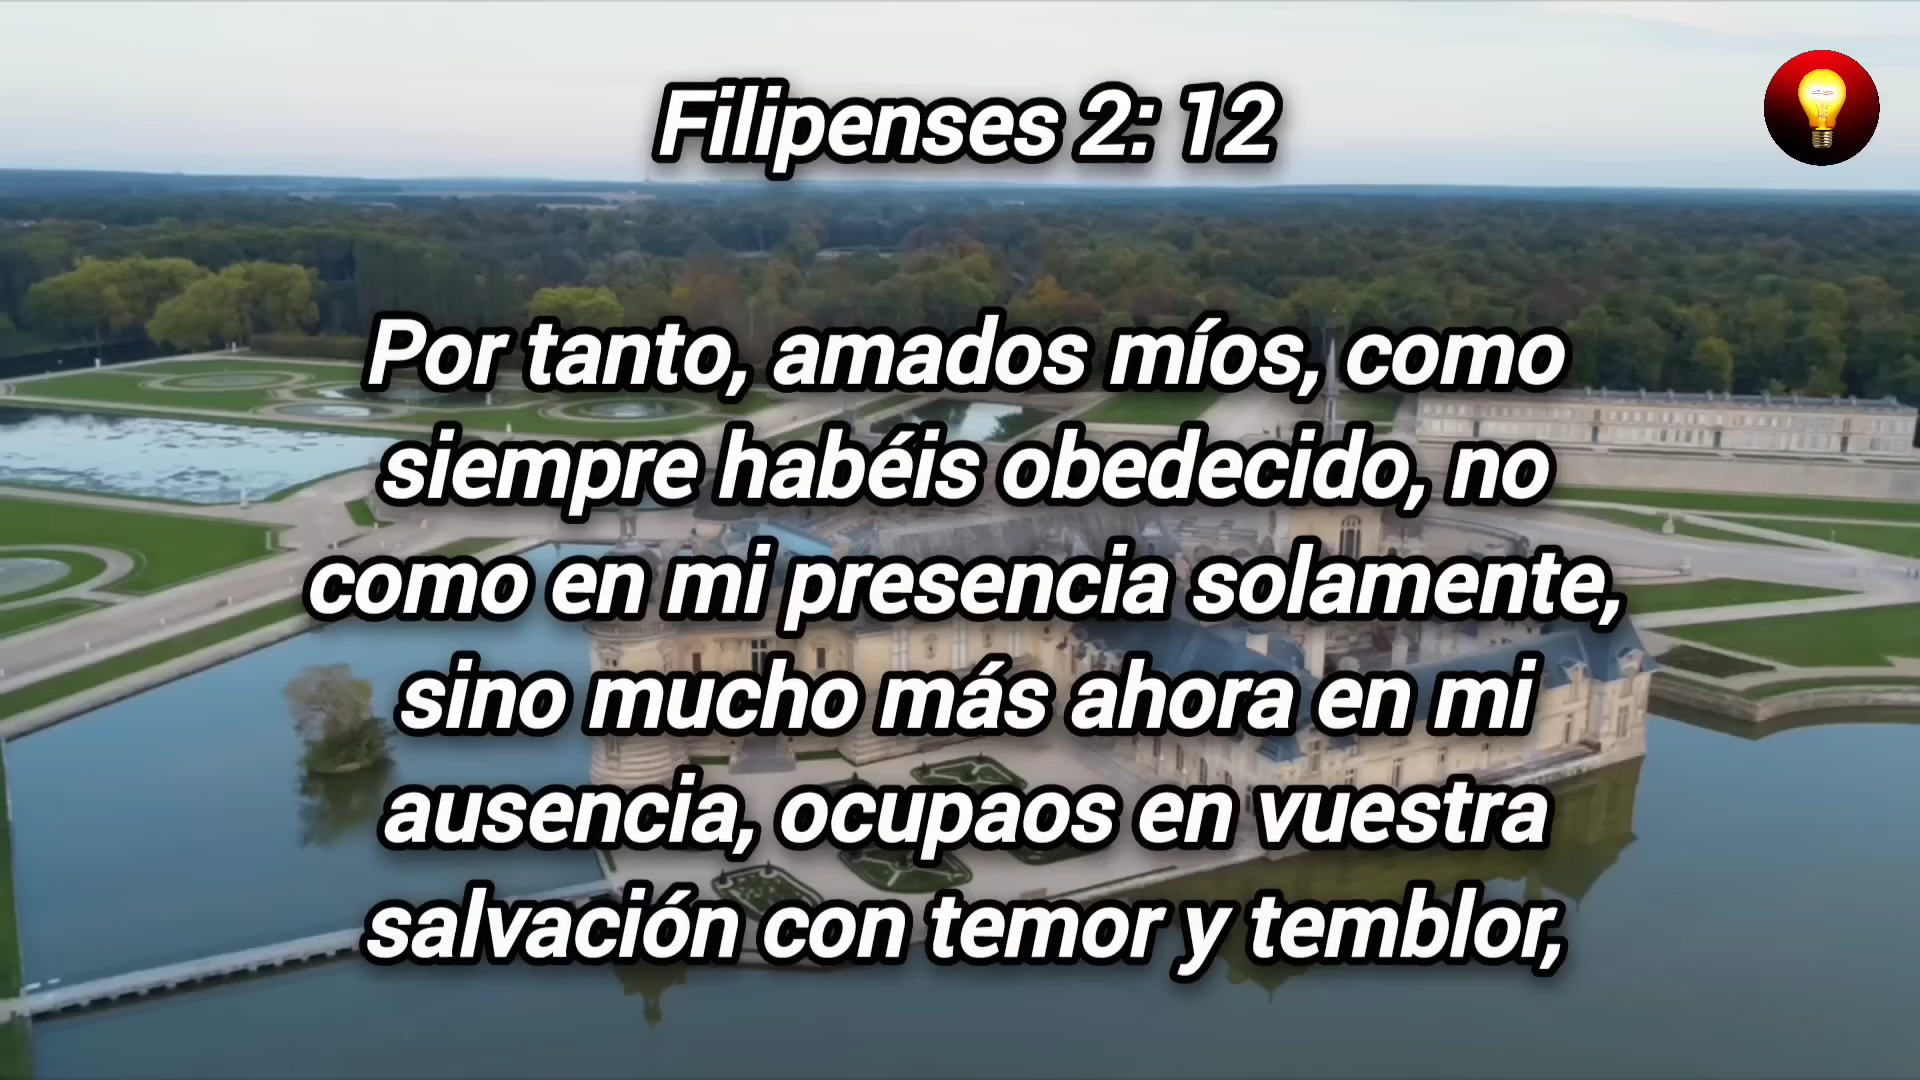 Filipenses 2: 12
Por tanto, amados míos, como
siempre habéis obedecido, no
como en mi presencia solamente,
sino mucho más ahora en mi
ausencia, ocupaos en vuestra
salvación con temor y temblor,